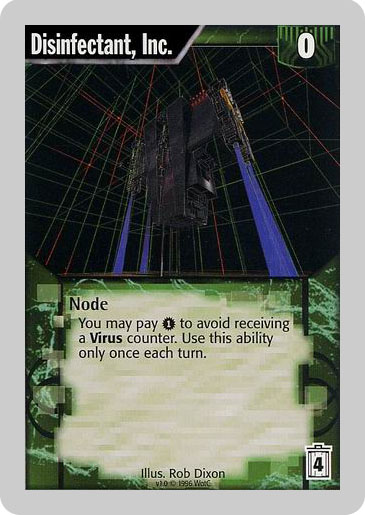 Disinfectant, Inc.
0
Node
You may pay 1 to avoid receiving
a Virus counter. Use this ability
only once each turn.
4
Illus. Rob Dixon
v1.0 © 1996 WotC